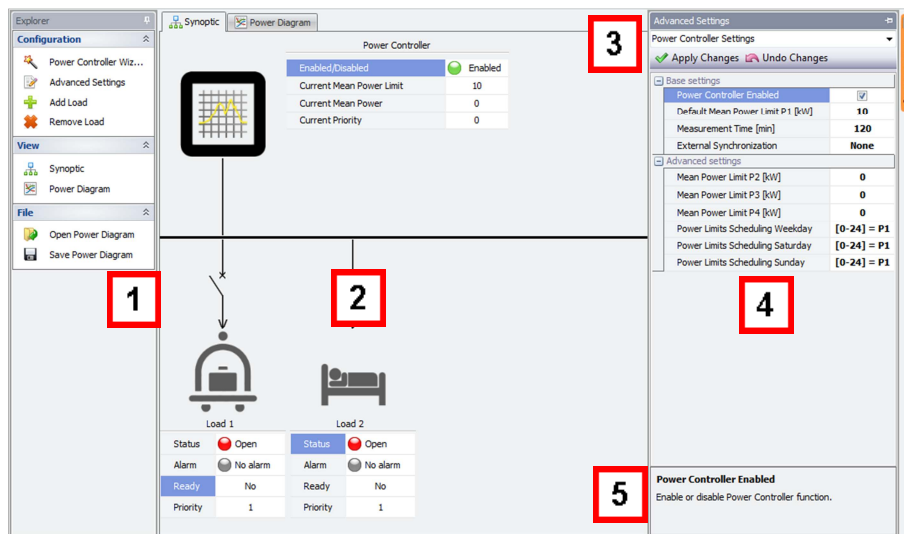 Explorer
Configuration
Power Controller Wiz...
Advanced Settings
Add Load
Remove Load
View
Synoptic
Power Diagram
File
Open Power Diagram
Save Power Diagram
1
Synoptic
Power Diagram
Power Controller
Enabled/Disabled Enabled
Current Mean Power Limit 10
Current Mean Power 0
Current Priority 0
2
Load 1
Status Open
Alarm No alarm
Ready No
Priority 1
Load 2
Status Open
Alarm No alarm
Ready No
Priority 1
3
Advanced Settings
Power Controller Settings
Apply Changes Undo Changes
Base settings
Power Controller Enabled
Default Mean Power Limit P1 [kW] 10
Measurement Time [min] 120
External Synchronization None
Advanced settings
Mean Power Limit P2 [kW] 0
Mean Power Limit P3 [kW] 0
Mean Power Limit P4 [kW] 0
Power Limits Scheduling Weekday [0-24] = P1
Power Limits Scheduling Saturday [0-24] = P1
Power Limits Scheduling Sunday [0-24] = P1
4
5
Power Controller Enabled
Enable or disable Power Controller function.